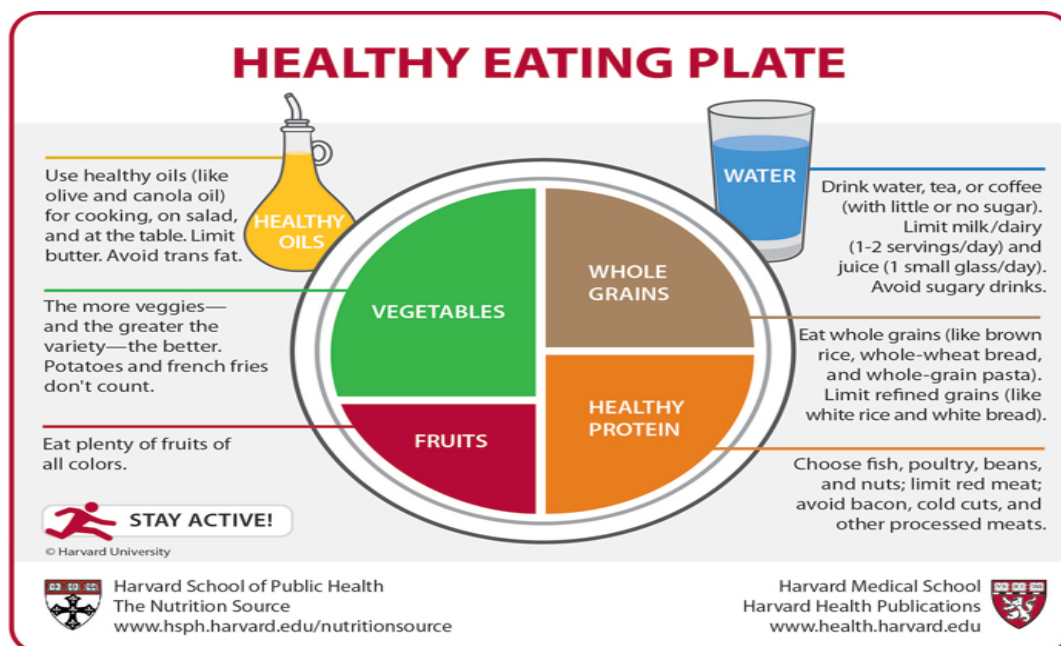 HEALTHY EATING PLATE
Use healthy oils (like
olive and canola oil)
for cooking, on salad,
and at the table. Limit
butter. Avoid trans fat.
HEALTHY
OILS
The more veggies—
and the greater the
variety—the better.
Potatoes and french fries
don't count.
Eat plenty of fruits of
all colors.
VEGETABLES
FRUITS
WHOLE
GRAINS
HEALTHY
PROTEIN
WATER
Drink water, tea, or coffee
(with little or no sugar).
Limit milk/dairy
(1-2 servings/day) and
juice (1 small glass/day).
Avoid sugary drinks.
Eat whole grains (like brown
rice, whole-wheat bread,
and whole-grain pasta).
Limit refined grains (like
white rice and white bread).
Choose fish, poultry, beans,
and nuts; limit red meat;
avoid bacon, cold cuts, and
other processed meats.
STAY ACTIVE!
© Harvard University
Harvard School of Public Health
The Nutrition Source
www.hsph.harvard.edu/nutritionsource
Harvard Medical School
Harvard Health Publications
www.health.harvard.edu